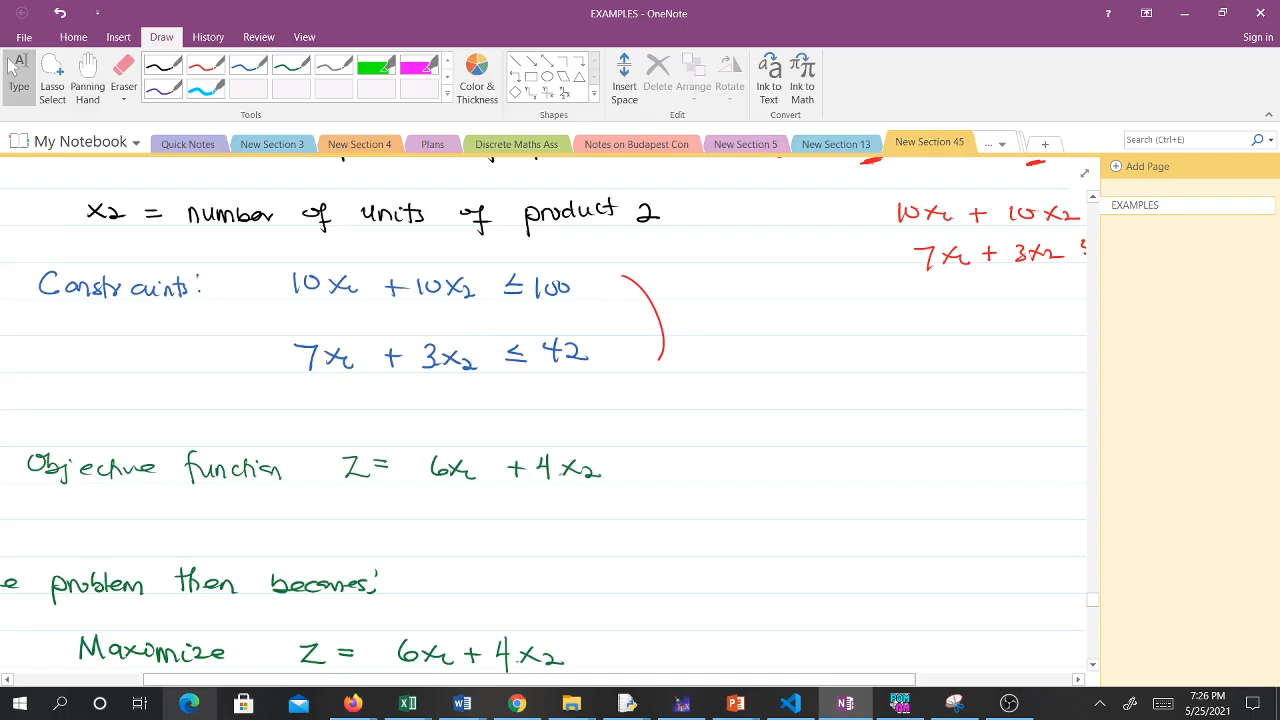 EXAMPLES - OneNote
?
File Home Insert Draw History Review View
Sign in
Type
Lasso Select
Panning Hand
Eraser
Color & Thickness
Insert Space
Delete
Arrange
Rotate
Ink to Text
Ink to Math
Tools
Shapes
Edit
Convert
My Notebook
Quick Notes
New Section 3
New Section 4
Plans
Discrete Maths Ass
Notes on Budapest Con
New Section 5
New Section 13
New Section 45
...
Search (Ctrl+E)
Add Page
EXAMPLES
x2 = number of units of product 2
10x1 + 10x2
7x1 + 3x2
Constraints: 10x1 + 10x2 ≤ 100
7x1 + 3x2 ≤ 42
Objective function Z = 6x1 + 4x2
e problem then becomes:
Maximize Z = 6x1 + 4x2
7:26 PM
5/25/2021